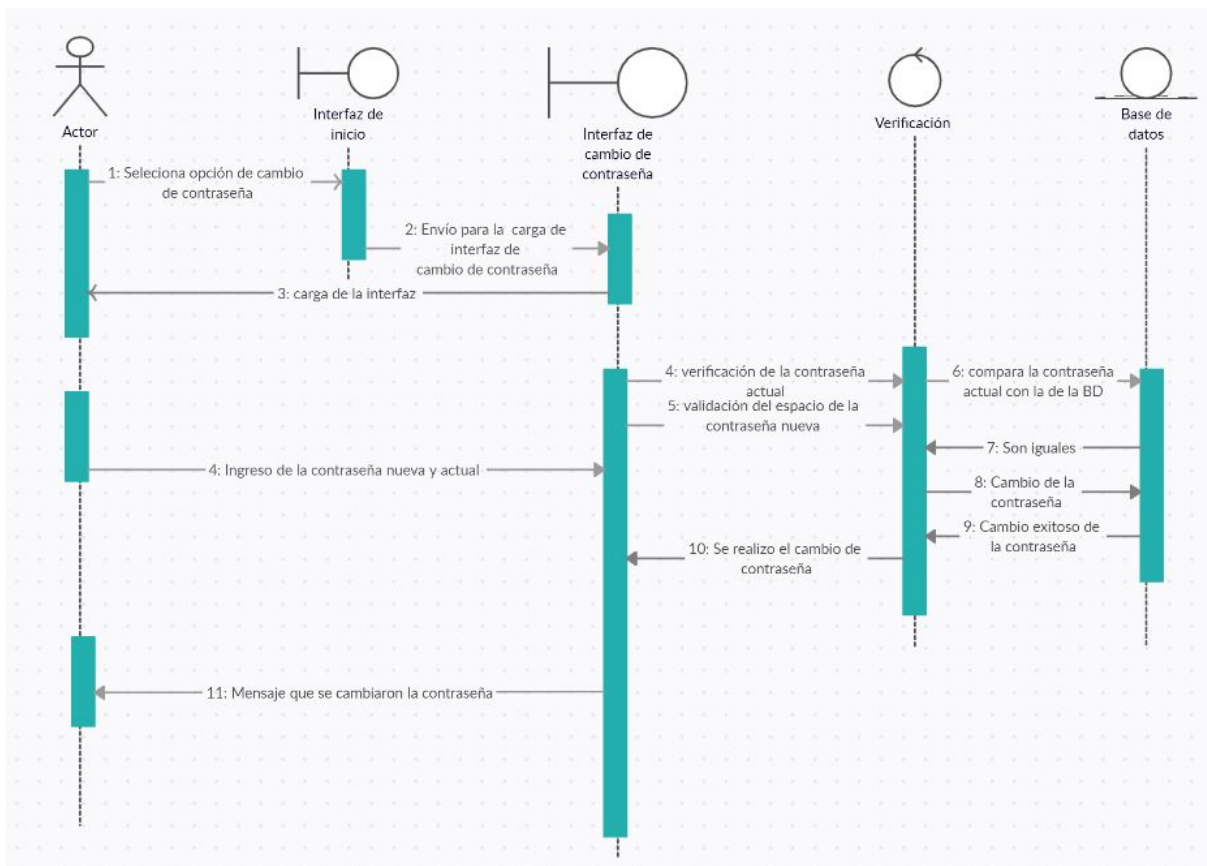 Actor
Interfaz de
inicio
Interfaz de
cambio de
contraseña
Verificación
Base de
datos
1: Seleciona opción de cambio
de contraseña
2: Envío para la carga de
interfaz de
cambio de contraseña
3: carga de la interfaz
4: verificación de la contraseña
actual
6: compara la contraseña
actual con la de la BD
5: validación del espacio de la
contraseña nueva
7: Son iguales
4: Ingreso de la contraseña nueva y actual
8: Cambio de la
contraseña
9: Cambio exitoso de
la contraseña
10: Se realizo el cambio de
contraseña
11: Mensaje que se cambiaron la contraseña